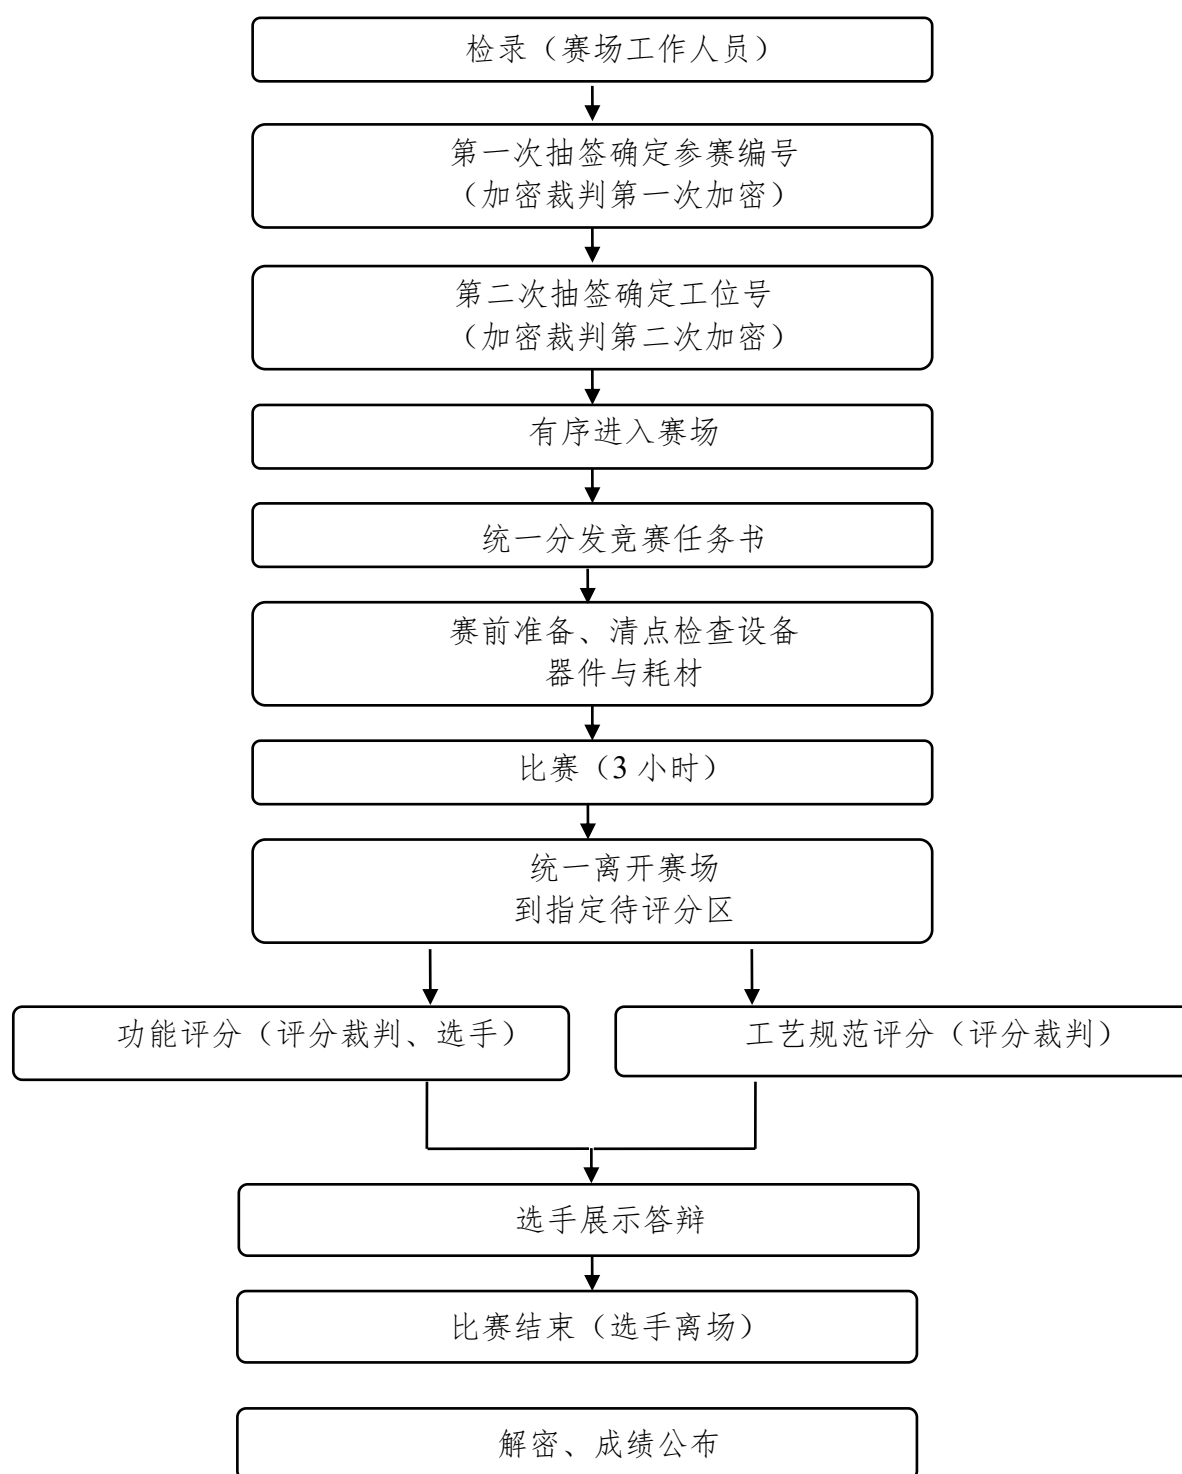 检录（赛场工作人员）
第一次抽签确定参赛编号
（加密裁判第一次加密）
第二次抽签确定工位号
（加密裁判第二次加密）
有序进入赛场
统一分发竞赛任务书
赛前准备、清点检查设备
器件与耗材
比赛（3 小时）
统一离开赛场
到指定待评分区
功能评分（评分裁判、选手）
工艺规范评分（评分裁判）
选手展示答辩
比赛结束（选手离场）
解密、成绩公布